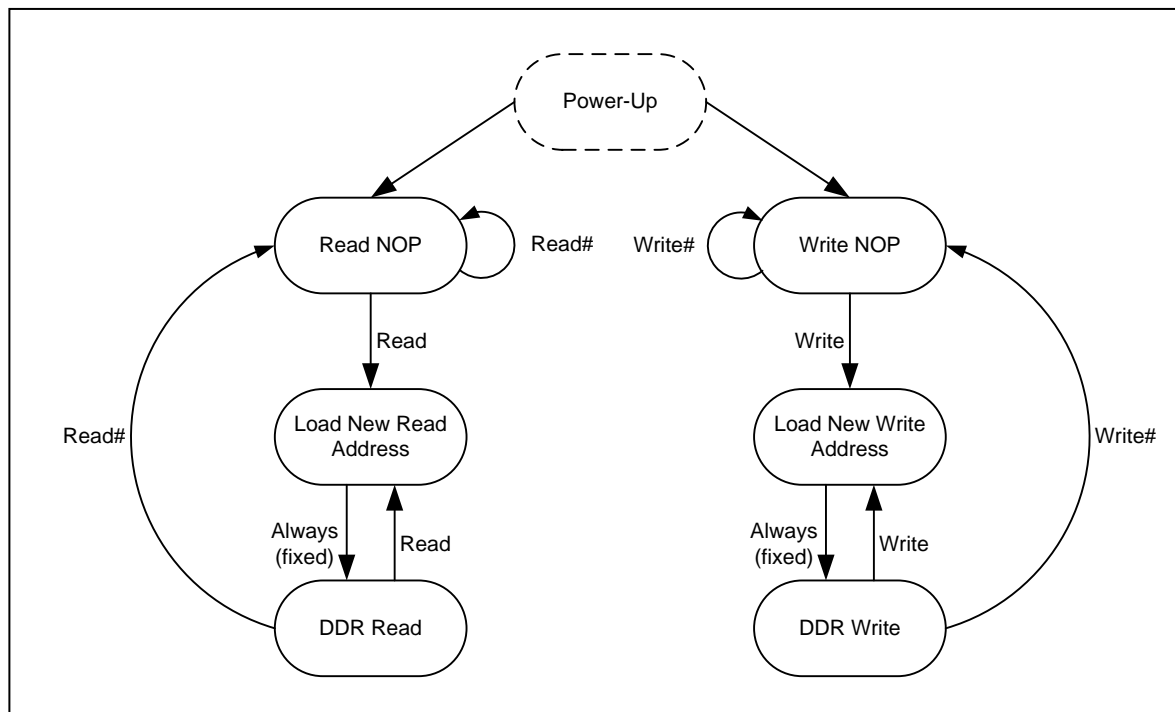 Power-Up
Read NOP
Read#
Write#
Write NOP
Read
Write
Read#
Load New Read
Address
Load New Write
Address
Write#
Always
(fixed)
Read
Always
(fixed)
Write
DDR Read
DDR Write